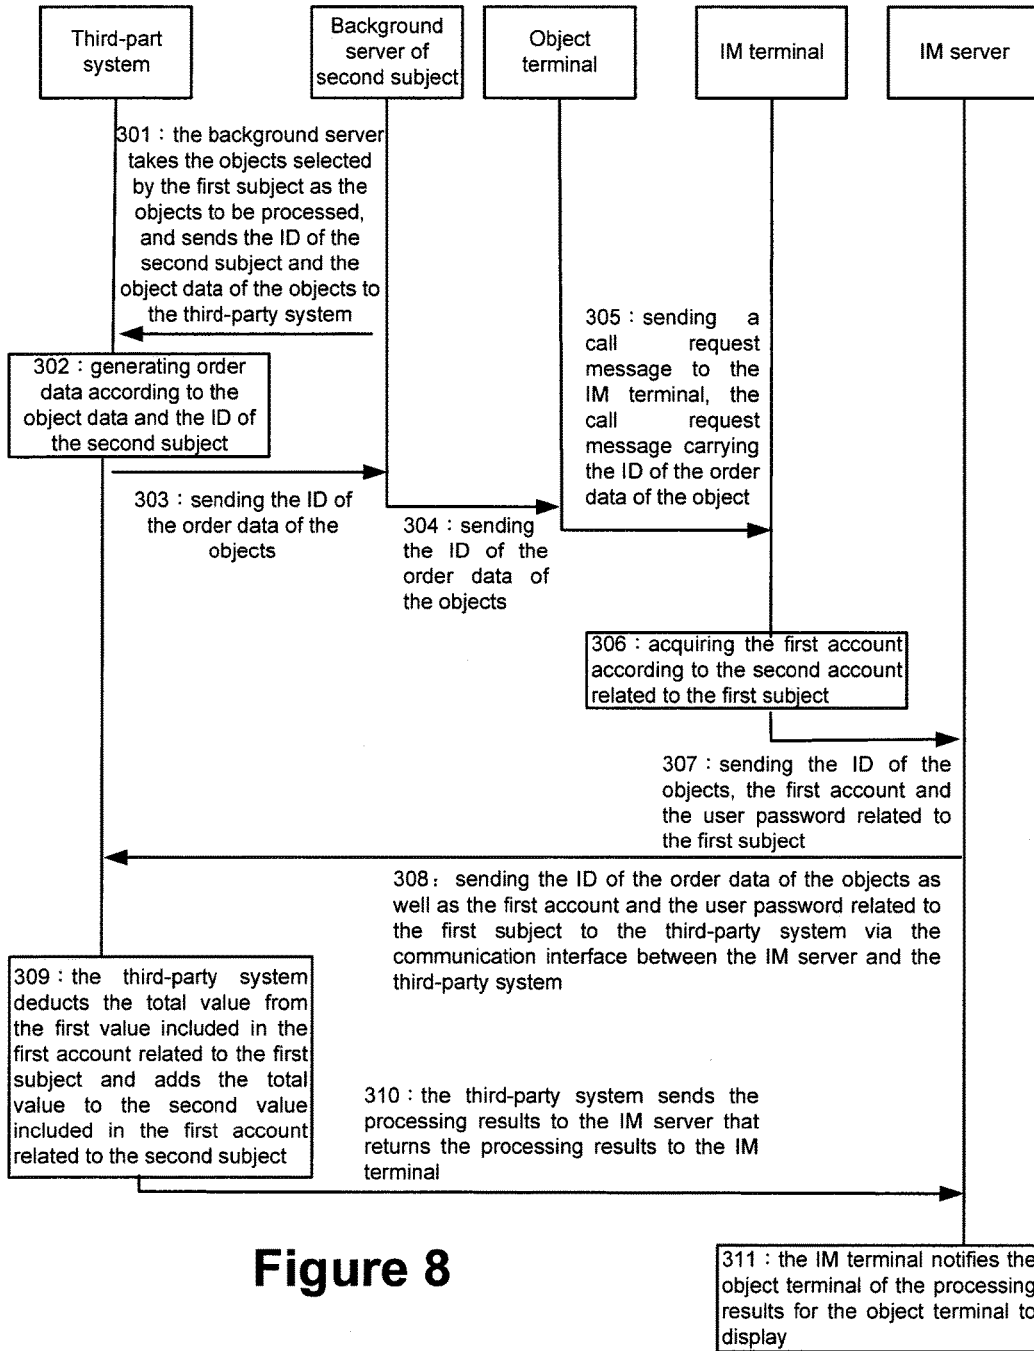 Third-part
system
Background
server of
second subject
Object
terminal
IM terminal
IM server
301：the background server
takes the objects selected
by the first subject as the
objects to be processed,
and sends the ID of the
second subject and the
object data of the objects to
the third-party system
302：generating order
data according to the
object data and the ID of
the second subject
303：sending the ID of
the order data of the
objects
304：sending
the ID of the
order data of
the objects
305：sending a
call request
message to the
IM terminal, the
call request
message carrying
the ID of the order
data of the object
306：acquiring the first account
according to the second account
related to the first subject
307：sending the ID of the
objects, the first account and
the user password related to
the first subject
308：sending the ID of the order data of the objects as
well as the first account and the user password related to
the first subject to the third-party system via the
communication interface between the IM server and the
third-party system
309：the third-party system
deducts the total value from
the first value included in the
first account related to the first
subject and adds the total
value to the second value
included in the first account
related to the second subject
310：the third-party system sends the
processing results to the IM server that
returns the processing results to the IM
terminal
311：the IM terminal notifies the
object terminal of the processing
results for the object terminal to
display
Figure 8